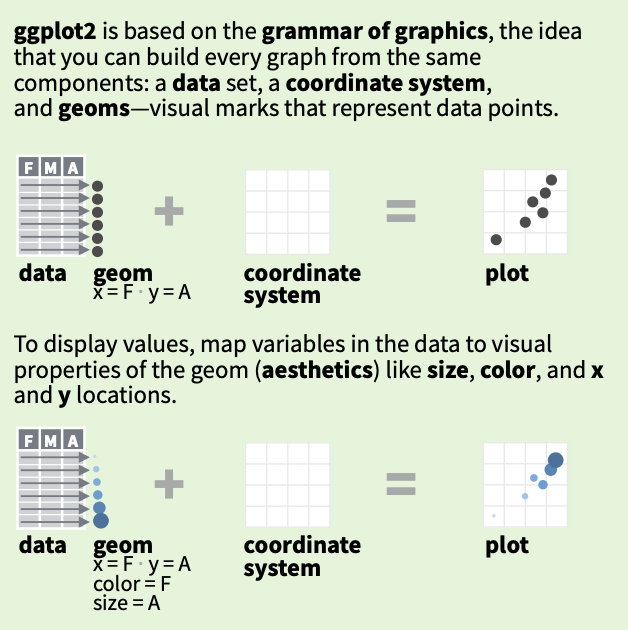 ggplot2 is based on the grammar of graphics, the idea
that you can build every graph from the same
components: a data set, a coordinate system,
and geoms—visual marks that represent data points.
F M A
data geom
x = F · y = A
coordinate
system
plot
+
=
To display values, map variables in the data to visual
properties of the geom (aesthetics) like size, color, and x
and y locations.
F M A
data geom
x = F · y = A
color = F
size = A
coordinate
system
plot
+
=